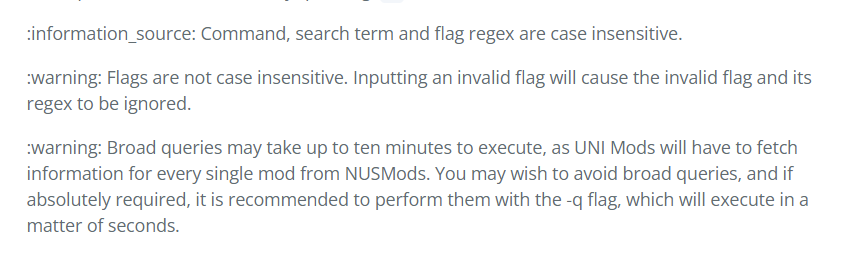 :information_source: Command, search term and flag regex are case insensitive.
:warning: Flags are not case insensitive. Inputting an invalid flag will cause the invalid flag and its
regex to be ignored.
:warning: Broad queries may take up to ten minutes to execute, as UNI Mods will have to fetch
information for every single mod from NUSMods. You may wish to avoid broad queries, and if
absolutely required, it is recommended to perform them with the -q flag, which will execute in a
matter of seconds.